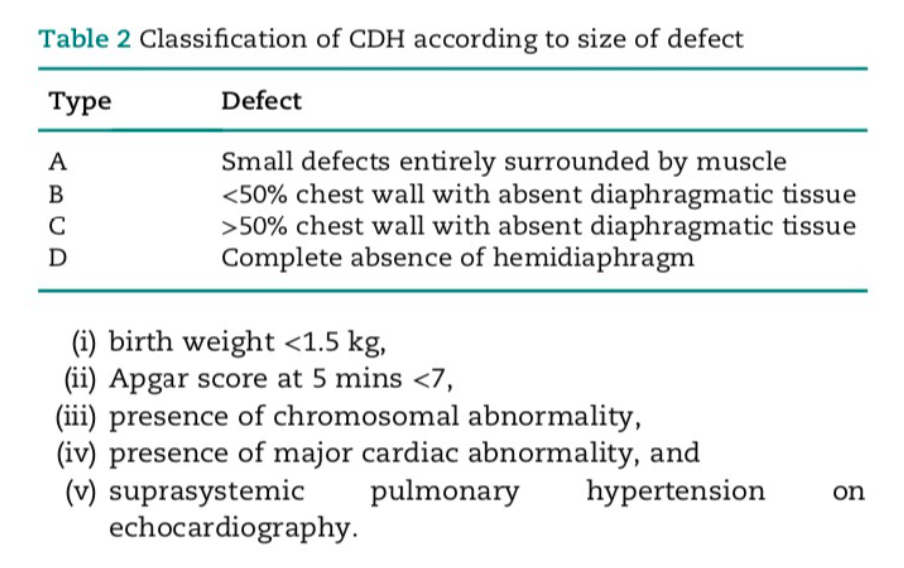 Table 2 Classification of CDH according to size of defect
Type Defect
A Small defects entirely surrounded by muscle
B <50% chest wall with absent diaphragmatic tissue
C >50% chest wall with absent diaphragmatic tissue
D Complete absence of hemidiaphragm
(i) birth weight <1.5 kg,
(ii) Apgar score at 5 mins <7,
(iii) presence of chromosomal abnormality,
(iv) presence of major cardiac abnormality, and
(v) suprasystemic pulmonary hypertension on
echocardiography.